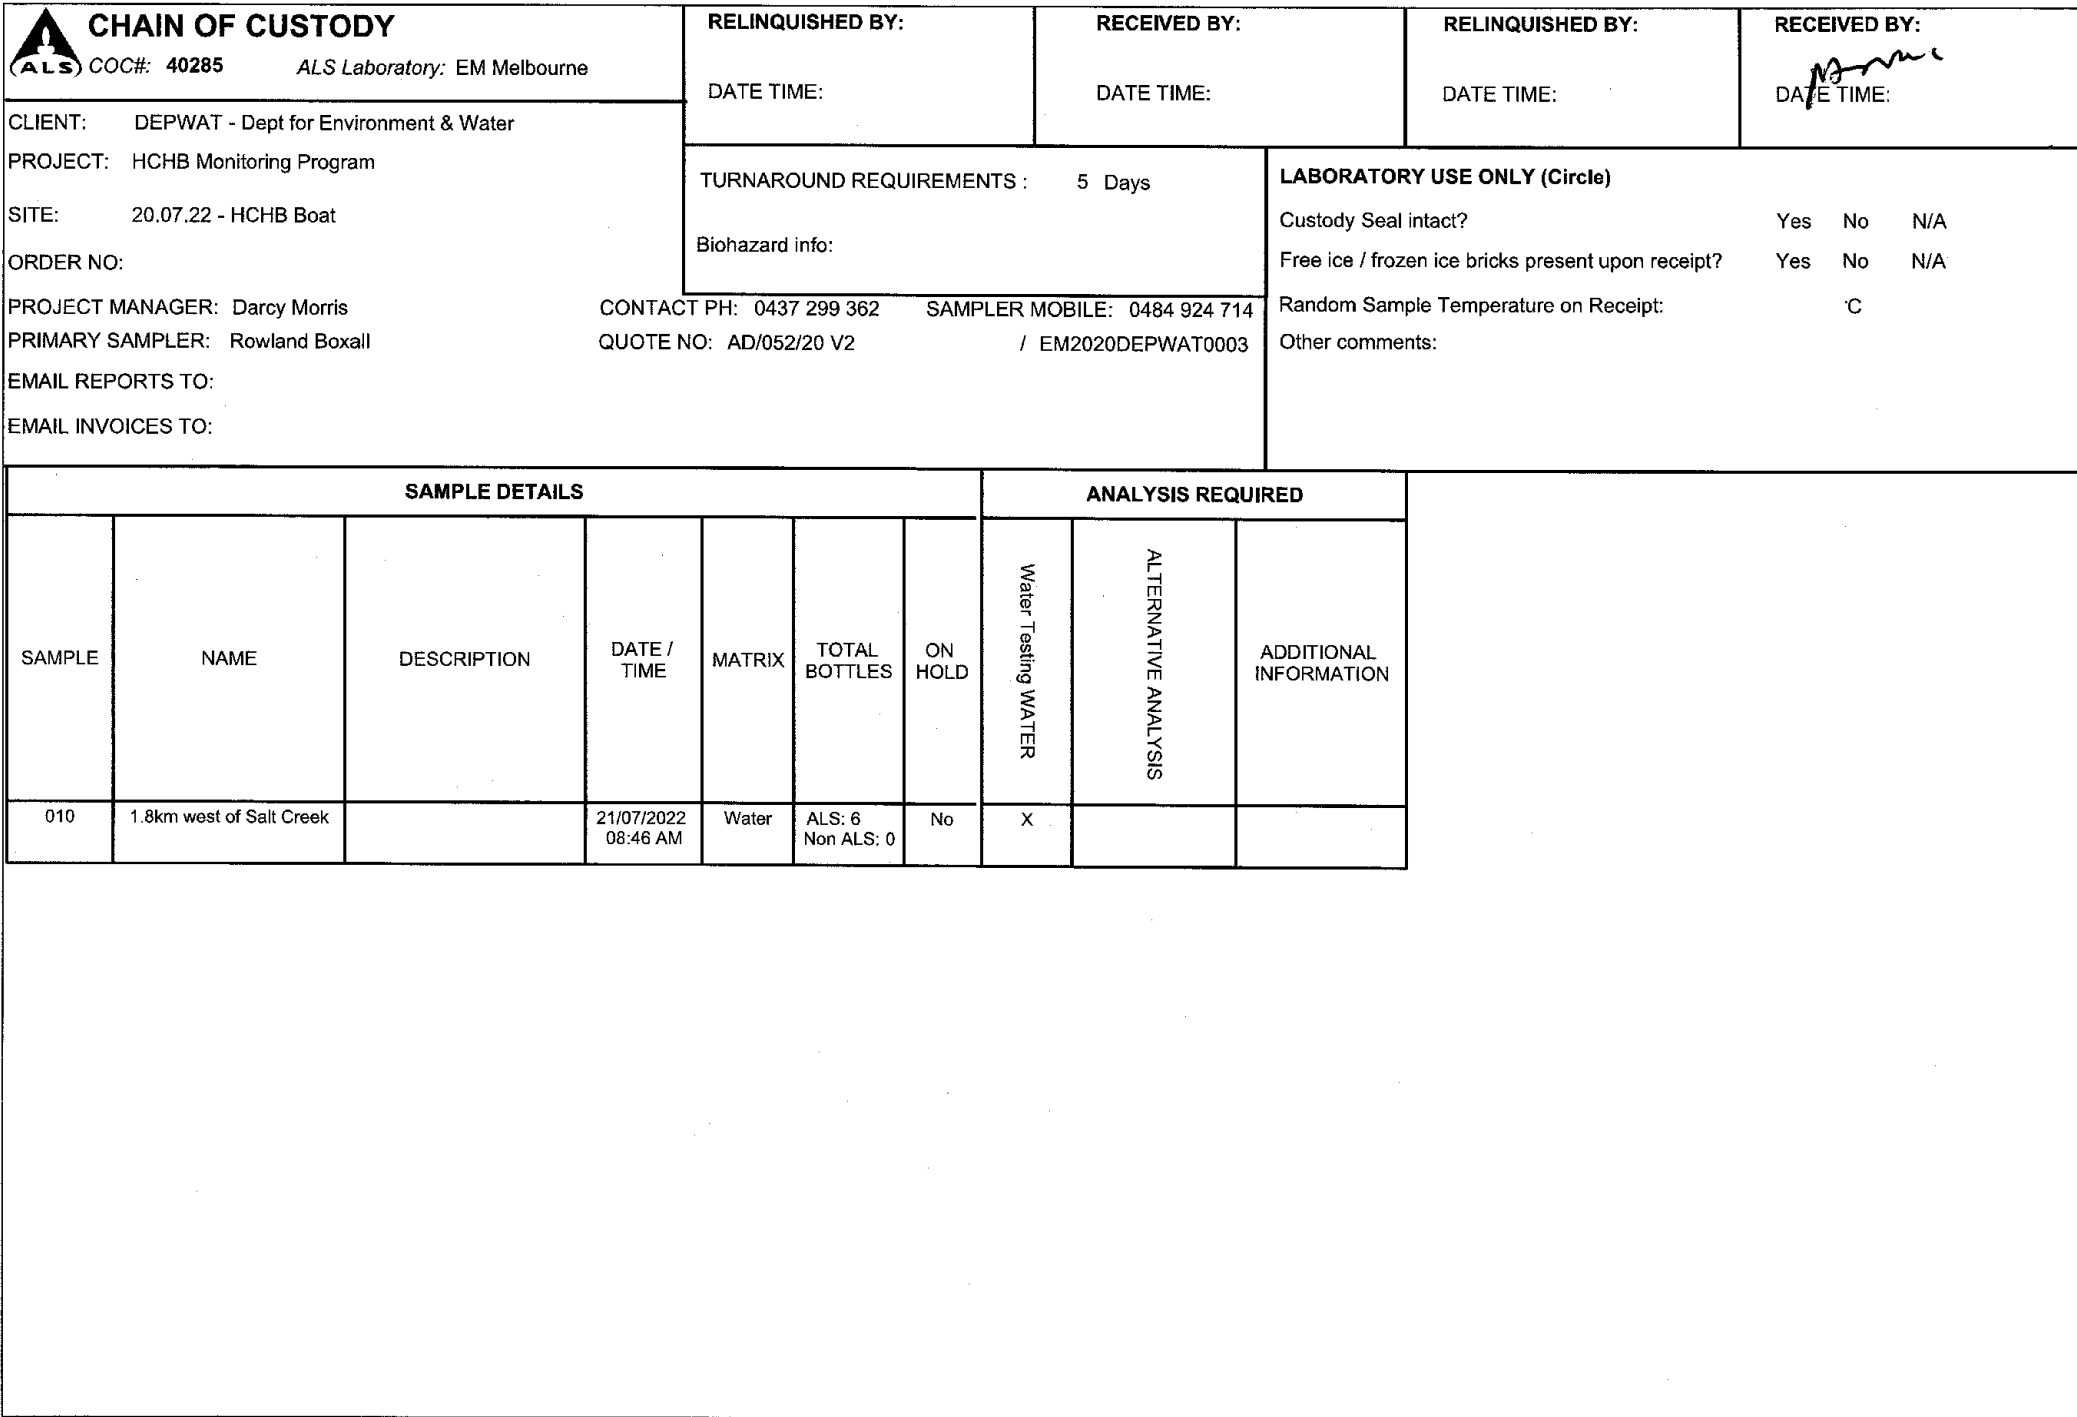 CHAIN OF CUSTODY
ALS
COC#: 40285 ALS Laboratory: EM Melbourne
RELINQUISHED BY:
DATE TIME:
RECEIVED BY:
DATE TIME:
RELINQUISHED BY:
DATE TIME:
RECEIVED BY:
DATE TIME:
CLIENT: DEPWAT - Dept for Environment & Water
PROJECT: HCHB Monitoring Program
SITE: 20.07.22 - HCHB Boat
ORDER NO:
TURNAROUND REQUIREMENTS : 5 Days
Biohazard info:
PROJECT MANAGER: Darcy Morris CONTACT PH: 0437 299 362 SAMPLER MOBILE: 0484 924 714
PRIMARY SAMPLER: Rowland Boxall QUOTE NO: AD/052/20 V2 / EM2020DEPWAT0003
EMAIL REPORTS TO:
EMAIL INVOICES TO:
LABORATORY USE ONLY (Circle)
Custody Seal intact? Yes No N/A
Free ice / frozen ice bricks present upon receipt? Yes No N/A
Random Sample Temperature on Receipt: °C
Other comments:
SAMPLE DETAILS
ANALYSIS REQUIRED
SAMPLE
NAME
DESCRIPTION
DATE /
TIME
MATRIX
TOTAL
BOTTLES
ON
HOLD
Water Testing WATER
ALTERNATIVE ANALYSIS
ADDITIONAL
INFORMATION
010 1.8km west of Salt Creek 21/07/2022 Water ALS: 6 No X
08:46 AM Non ALS: 0